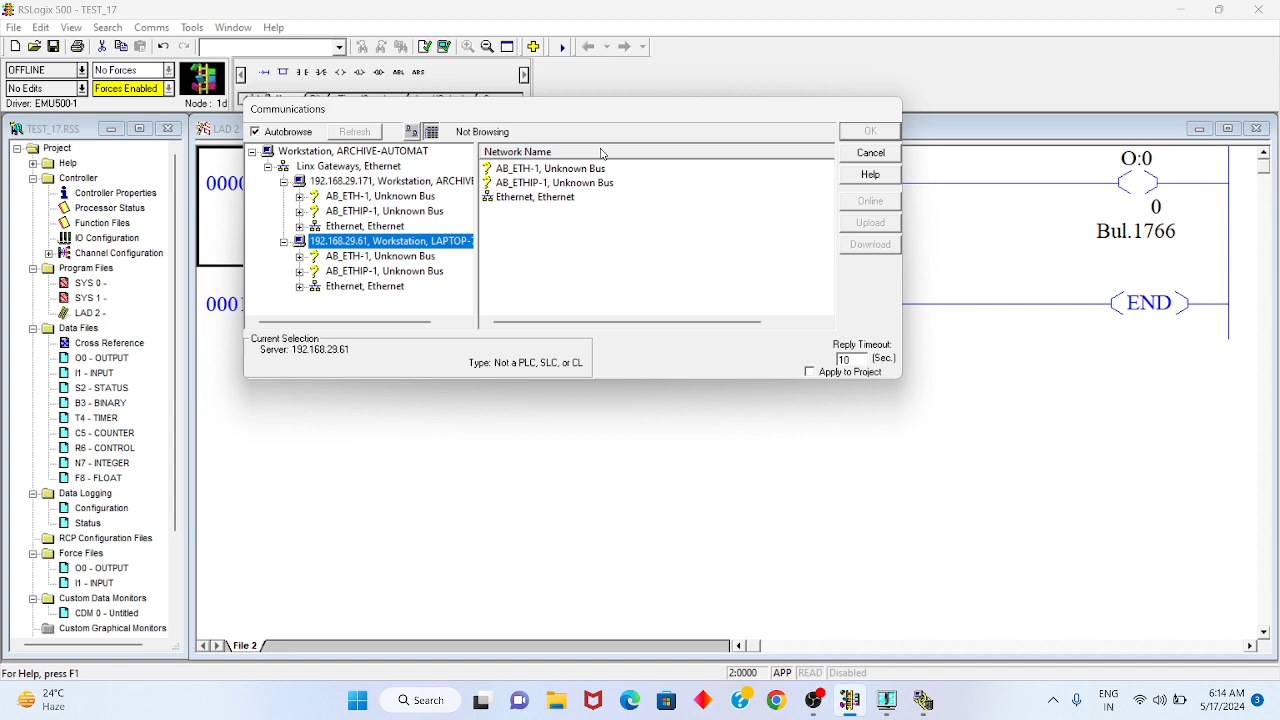 RSLogix 500 - TEST_17
File Edit View Search Comms Tools Window Help
OFFLINE No Forces
No Edits Forces Enabled
Driver: EMU500-1 Node: 1d
TEST_17.RSS
LAD 2
Project
Help
Controller
Controller Properties
Processor Status
Function Files
IO Configuration
Channel Configuration
Program Files
SYS 0 -
SYS 1 -
LAD 2 -
Data Files
Cross Reference
O0 - OUTPUT
I1 - INPUT
S2 - STATUS
B3 - BINARY
T4 - TIMER
C5 - COUNTER
R6 - CONTROL
N7 - INTEGER
F8 - FLOAT
Data Logging
Configuration
Status
RCP Configuration Files
Force Files
O0 - OUTPUT
I1 - INPUT
Custom Data Monitors
CDM 0 - Untitled
Custom Graphical Monitors
Communications
Autobrowse Refresh Not Browsing
Workstation, ARCHIVE-AUTOMAT
Linx Gateways, Ethernet
192.168.29.171, Workstation, ARCHIVE
AB_ETH-1, Unknown Bus
AB_ETHIP-1, Unknown Bus
Ethernet, Ethernet
192.168.29.61, Workstation, LAPTOP-
AB_ETH-1, Unknown Bus
AB_ETHIP-1, Unknown Bus
Ethernet, Ethernet
Network Name
AB_ETH-1, Unknown Bus
AB_ETHIP-1, Unknown Bus
Ethernet, Ethernet
OK
Cancel
Help
Online
Upload
Download
Current Selection
Server: 192.168.29.61
Type: Not a PLC, SLC, or CL
Reply Timeout:
10 (Sec.)
Apply to Project
O:0
0
Bul.1766
END
File 2
For Help, press F1
2:0000 APP READ Disabled
24°C
Haze
Search
ENG
IN
6:14 AM
5/17/2024
3